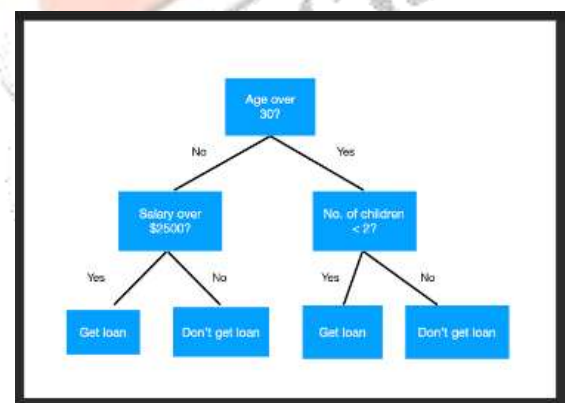 Age over
30?
No
Yes
Salary over
$2500?
No. of children
< 2?
Yes
No
Yes
No
Get loan
Don't get loan
Get loan
Don't get loan